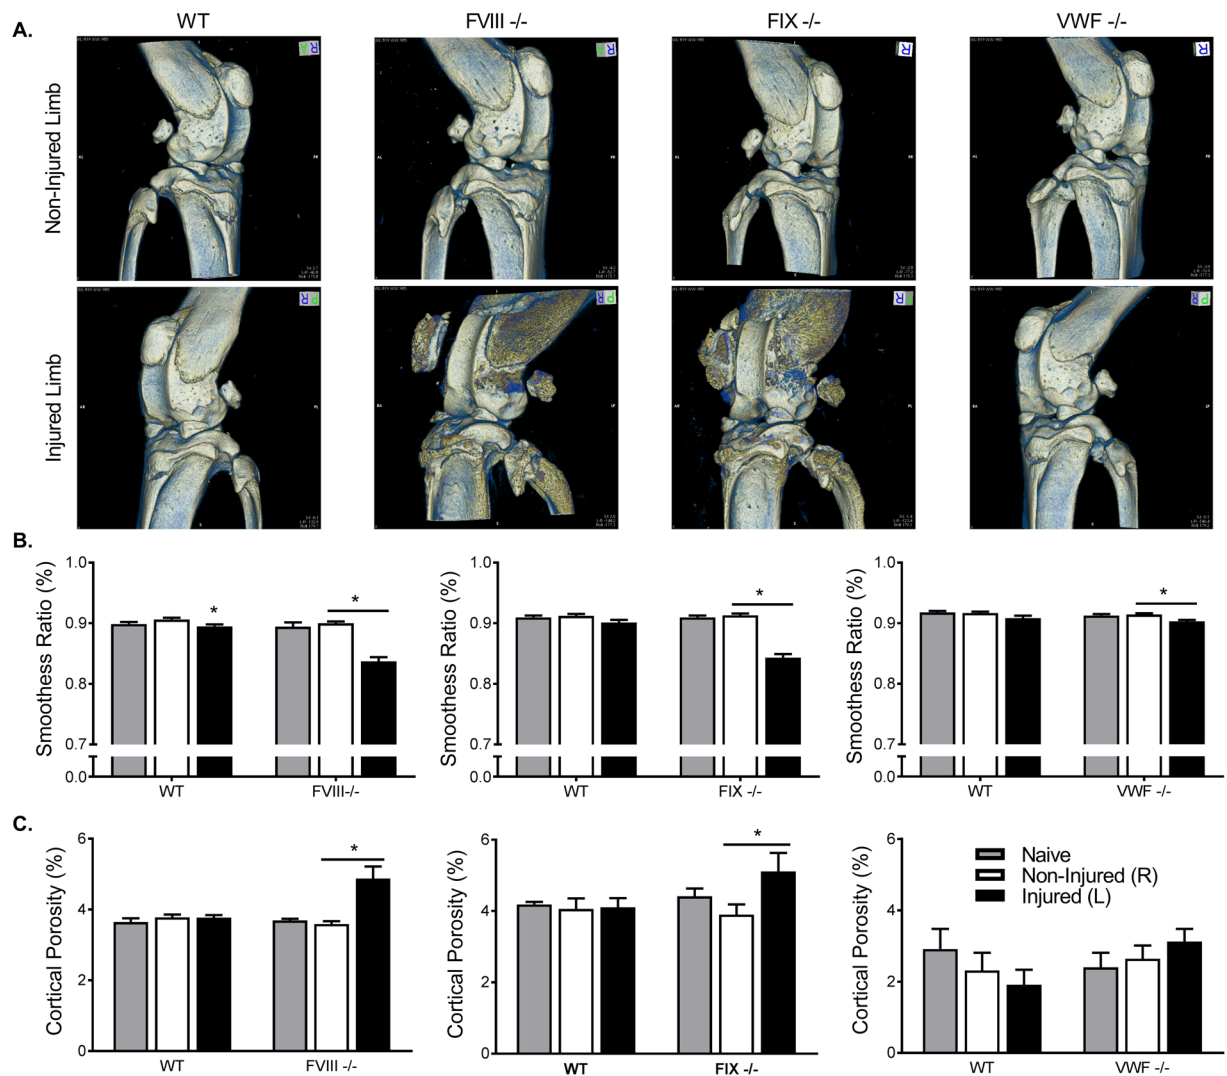 A.
WT
FVIII -/-
FIX -/-
VWF -/-
Non-Injured Limb
Injured Limb
B.
Smoothess Ratio (%)
1.0
0.9
0.8
0.7
0.0
WT
FVIII-/-
*
*
Smoothess Ratio (%)
1.0
0.9
0.8
0.7
0.0
WT
FIX -/-
*
Smoothess Ratio (%)
1.0
0.9
0.8
0.7
0.0
WT
VWF -/-
*
C.
Cortical Porosity (%)
6
4
2
0
WT
FVIII -/-
*
Cortical Porosity (%)
6
4
2
0
WT
FIX -/-
*
Cortical Porosity (%)
6
4
2
0
WT
VWF -/-
Naive
Non-Injured (R)
Injured (L)